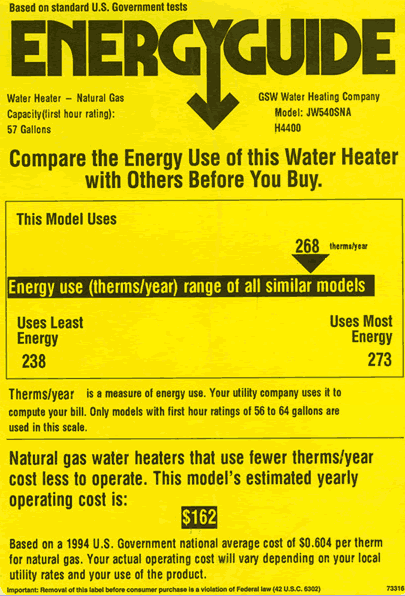 Based on standard U.S. Government tests
ENERGYGUIDE
Water Heater – Natural Gas
Capacity(first hour rating):
57 Gallons
GSW Water Heating Company
Model: JW540SNA
H4400
Compare the Energy Use of this Water Heater
with Others Before You Buy.
This Model Uses
268 therms/year
Energy use (therms/year) range of all similar models
Uses Least
Energy
238
Uses Most
Energy
273
Therms/year is a measure of energy use. Your utility company uses it to
compute your bill. Only models with first hour ratings of 56 to 64 gallons are
used in this scale.
Natural gas water heaters that use fewer therms/year
cost less to operate. This model's estimated yearly
operating cost is:
$162
Based on a 1994 U.S. Government national average cost of $0.604 per therm
for natural gas. Your actual operating cost will vary depending on your local
utility rates and your use of the product.
Important: Removal of this label before consumer purchase is a violation of Federal law (42 U.S.C. 6302)
73316